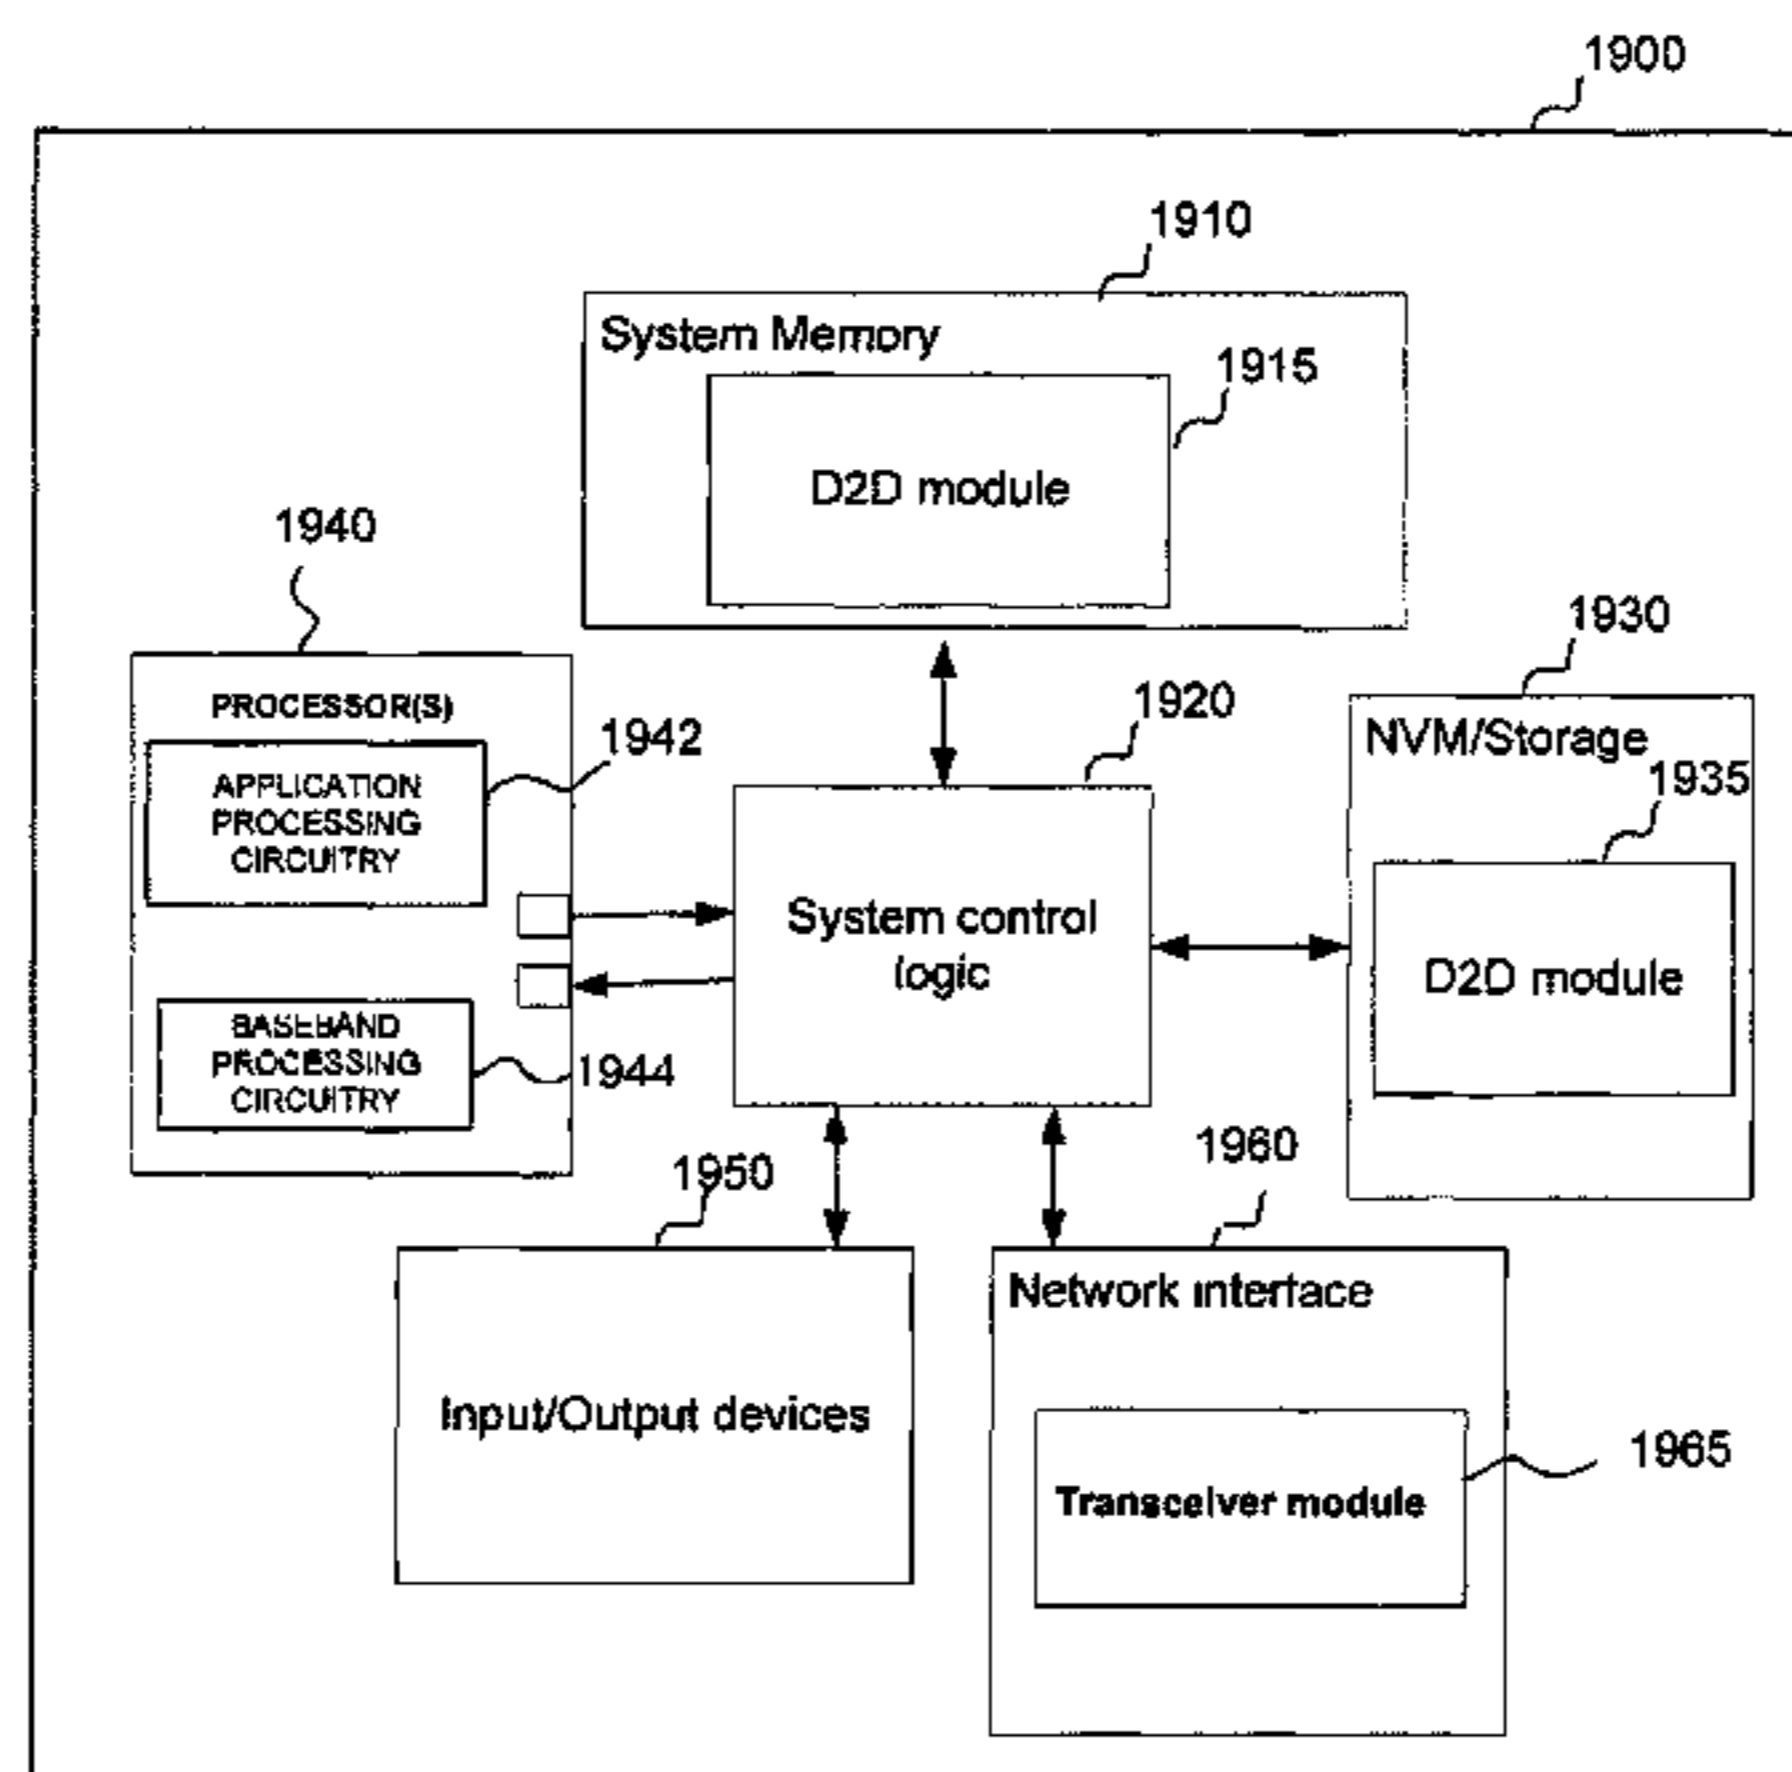 1900
1910
System Memory
1915
D2D module
1940
1930
PROCESSOR(S)
1920
NVM/Storage
1942
1935
APPLICATION
PROCESSING
CIRCUITRY
System control
logic
D2D module
BASEBAND
PROCESSING
CIRCUITRY
1944
1950
1960
Network interface
Input/Output devices
1965
Transceiver module